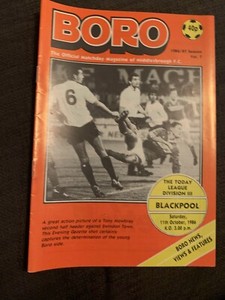 BORO
40p
The Official matchday magazine of Middlesbrough F.C.
1986/87 Season
No. 7
6
THE TODAY
LEAGUE
DIVISION III
BLACKPOOL
Saturday,
11th October, 1986
K.O. 3.00 p.m.
A great action picture of a Tony Mowbray
second half header against Swindon Town.
This Evening Gazette shot certainly
captures the determination of the young
Boro side.
BORO NEWS,
VIEWS & FEATURES